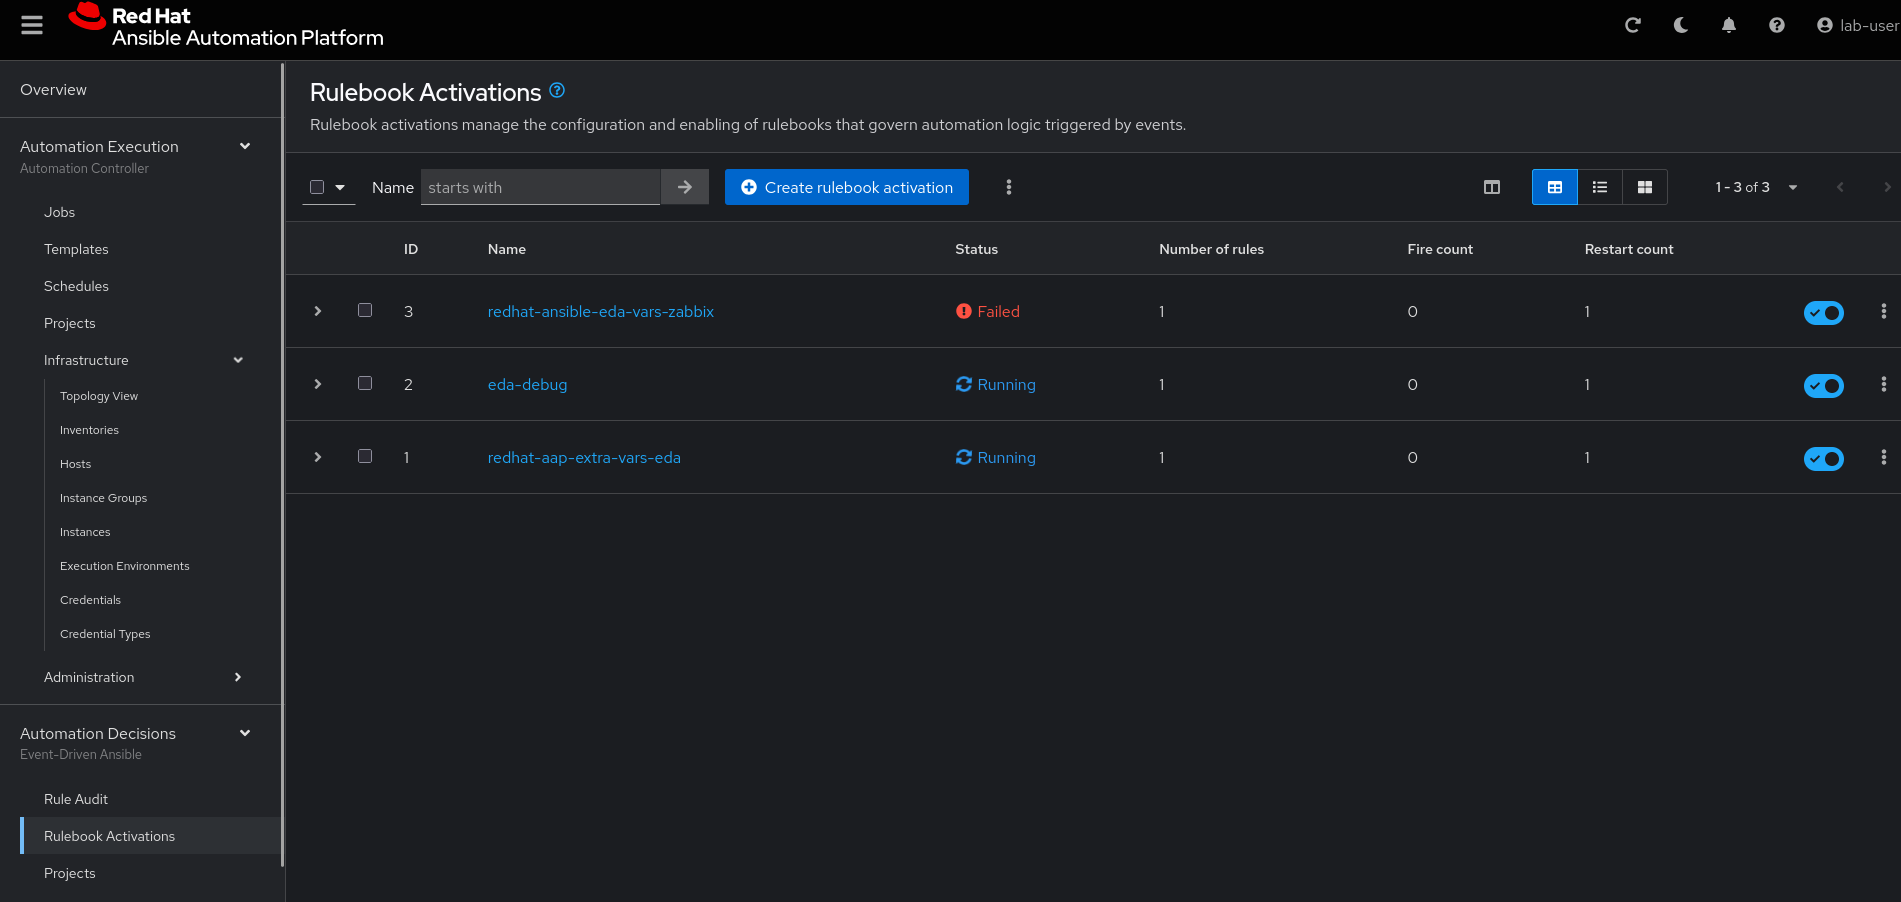 Red Hat
Ansible Automation Platform
lab-user
Overview
Automation Execution
Automation Controller
Jobs
Templates
Schedules
Projects
Infrastructure
Topology View
Inventories
Hosts
Instance Groups
Instances
Execution Environments
Credentials
Credential Types
Administration
Automation Decisions
Event-Driven Ansible
Rule Audit
Rulebook Activations
Projects
Rulebook Activations
Rulebook activations manage the configuration and enabling of rulebooks that govern automation logic triggered by events.
Name starts with Create rulebook activation 1 - 3 of 3
ID Name Status Number of rules Fire count Restart count
3 redhat-ansible-eda-vars-zabbix Failed 1 0 1
2 eda-debug Running 1 0 1
1 redhat-aap-extra-vars-eda Running 1 0 1